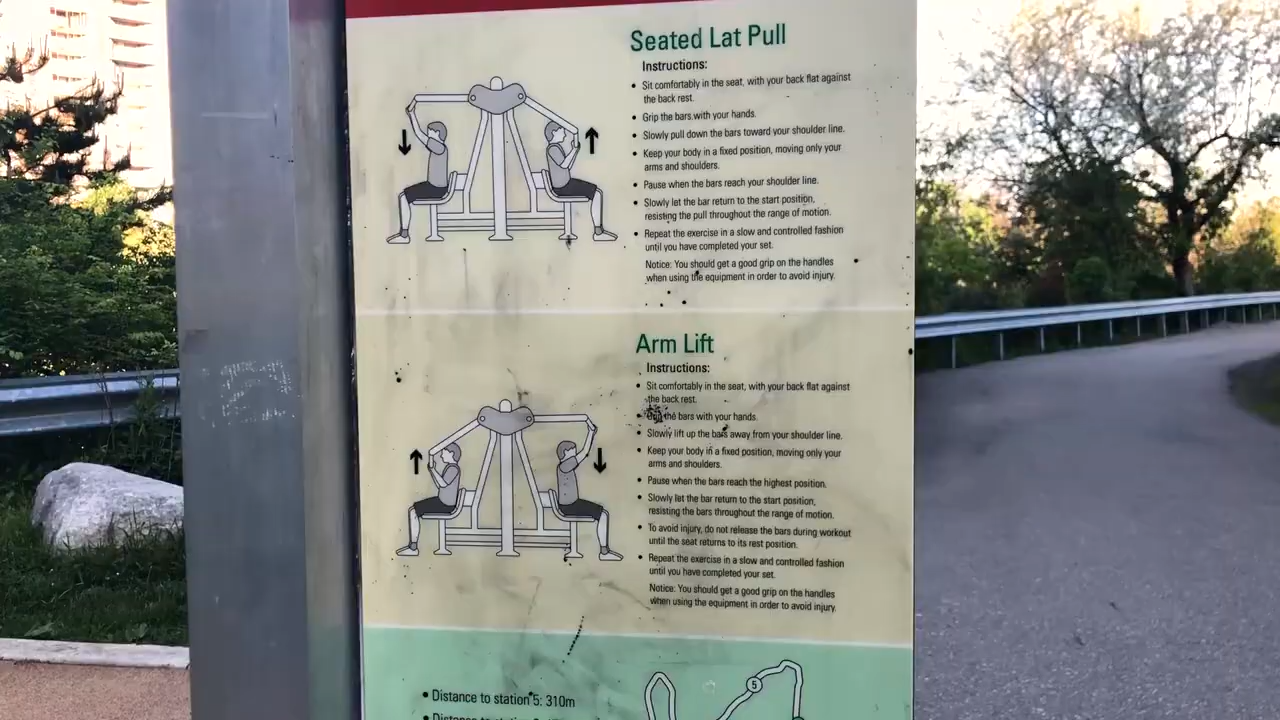 Seated Lat Pull
Instructions:
• Sit comfortably in the seat, with your back flat against
the back rest.
• Grip the bars with your hands.
• Slowly pull down the bars toward your shoulder line.
• Keep your body in a fixed position, moving only your
arms and shoulders.
• Pause when the bars reach your shoulder line.
• Slowly let the bar return to the start position,
resisting the pull throughout the range of motion.
• Repeat the exercise in a slow and controlled fashion
until you have completed your set.
Notice: You should get a good grip on the handles
when using the equipment in order to avoid injury.
Arm Lift
Instructions:
• Sit comfortably in the seat, with your back flat against
the back rest.
• Grip the bars with your hands.
• Slowly lift up the bars away from your shoulder line.
• Keep your body in a fixed position, moving only your
arms and shoulders.
• Pause when the bars reach the highest position.
• Slowly let the bar return to the start position,
resisting the bars throughout the range of motion.
• To avoid injury, do not release the bars during workout
until the seat returns to its rest position.
• Repeat the exercise in a slow and controlled fashion
until you have completed your set.
Notice: You should get a good grip on the handles
when using the equipment in order to avoid injury.
• Distance to station 5: 310m
5